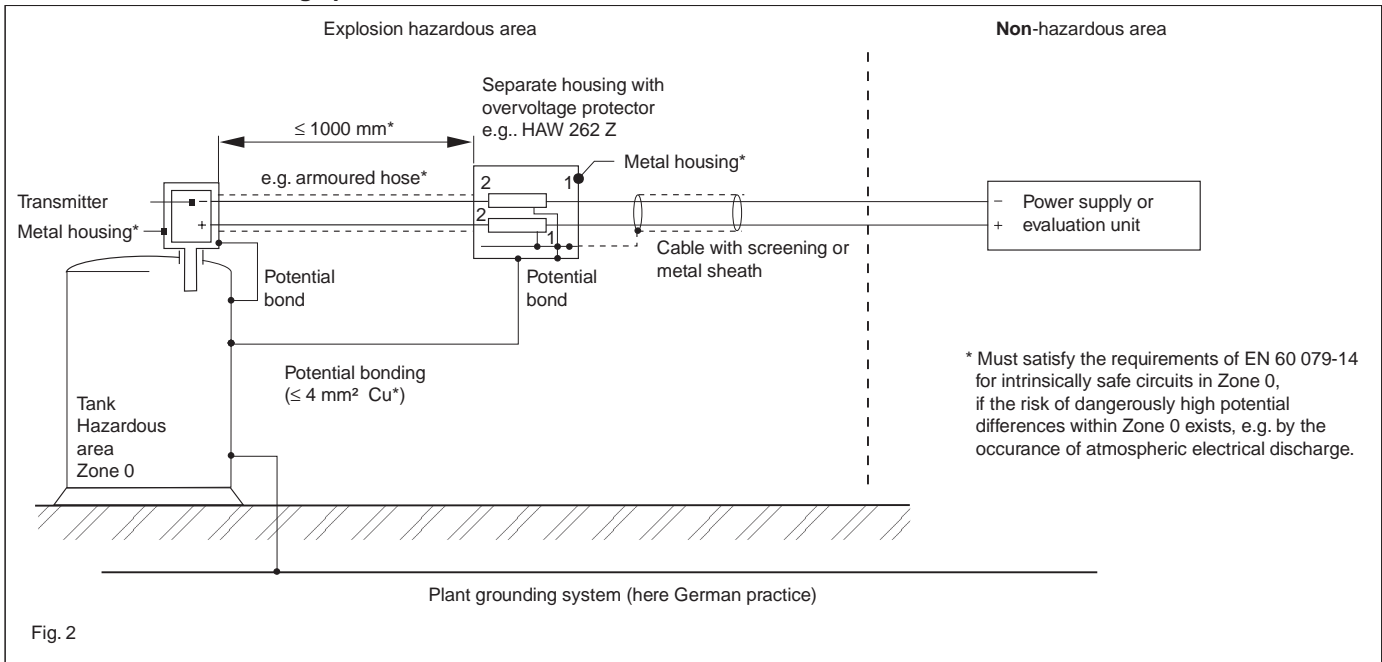 Explosion hazardous area
Non-hazardous area
Separate housing with
overvoltage protector
e.g.. HAW 262 Z
≤ 1000 mm*
Metal housing*
e.g. armoured hose*
2
1
Transmitter
–
Metal housing*
+
2
1
– Power supply or
+ evaluation unit
Cable with screening or
metal sheath
Potential
bond
Potential
bond
Potential bonding
(≤ 4 mm² Cu*)
* Must satisfy the requirements of EN 60 079-14
for intrinsically safe circuits in Zone 0,
if the risk of dangerously high potential
differences within Zone 0 exists, e.g. by the
occurance of atmospheric electrical discharge.
Tank
Hazardous
area
Zone 0
Plant grounding system (here German practice)
Fig. 2